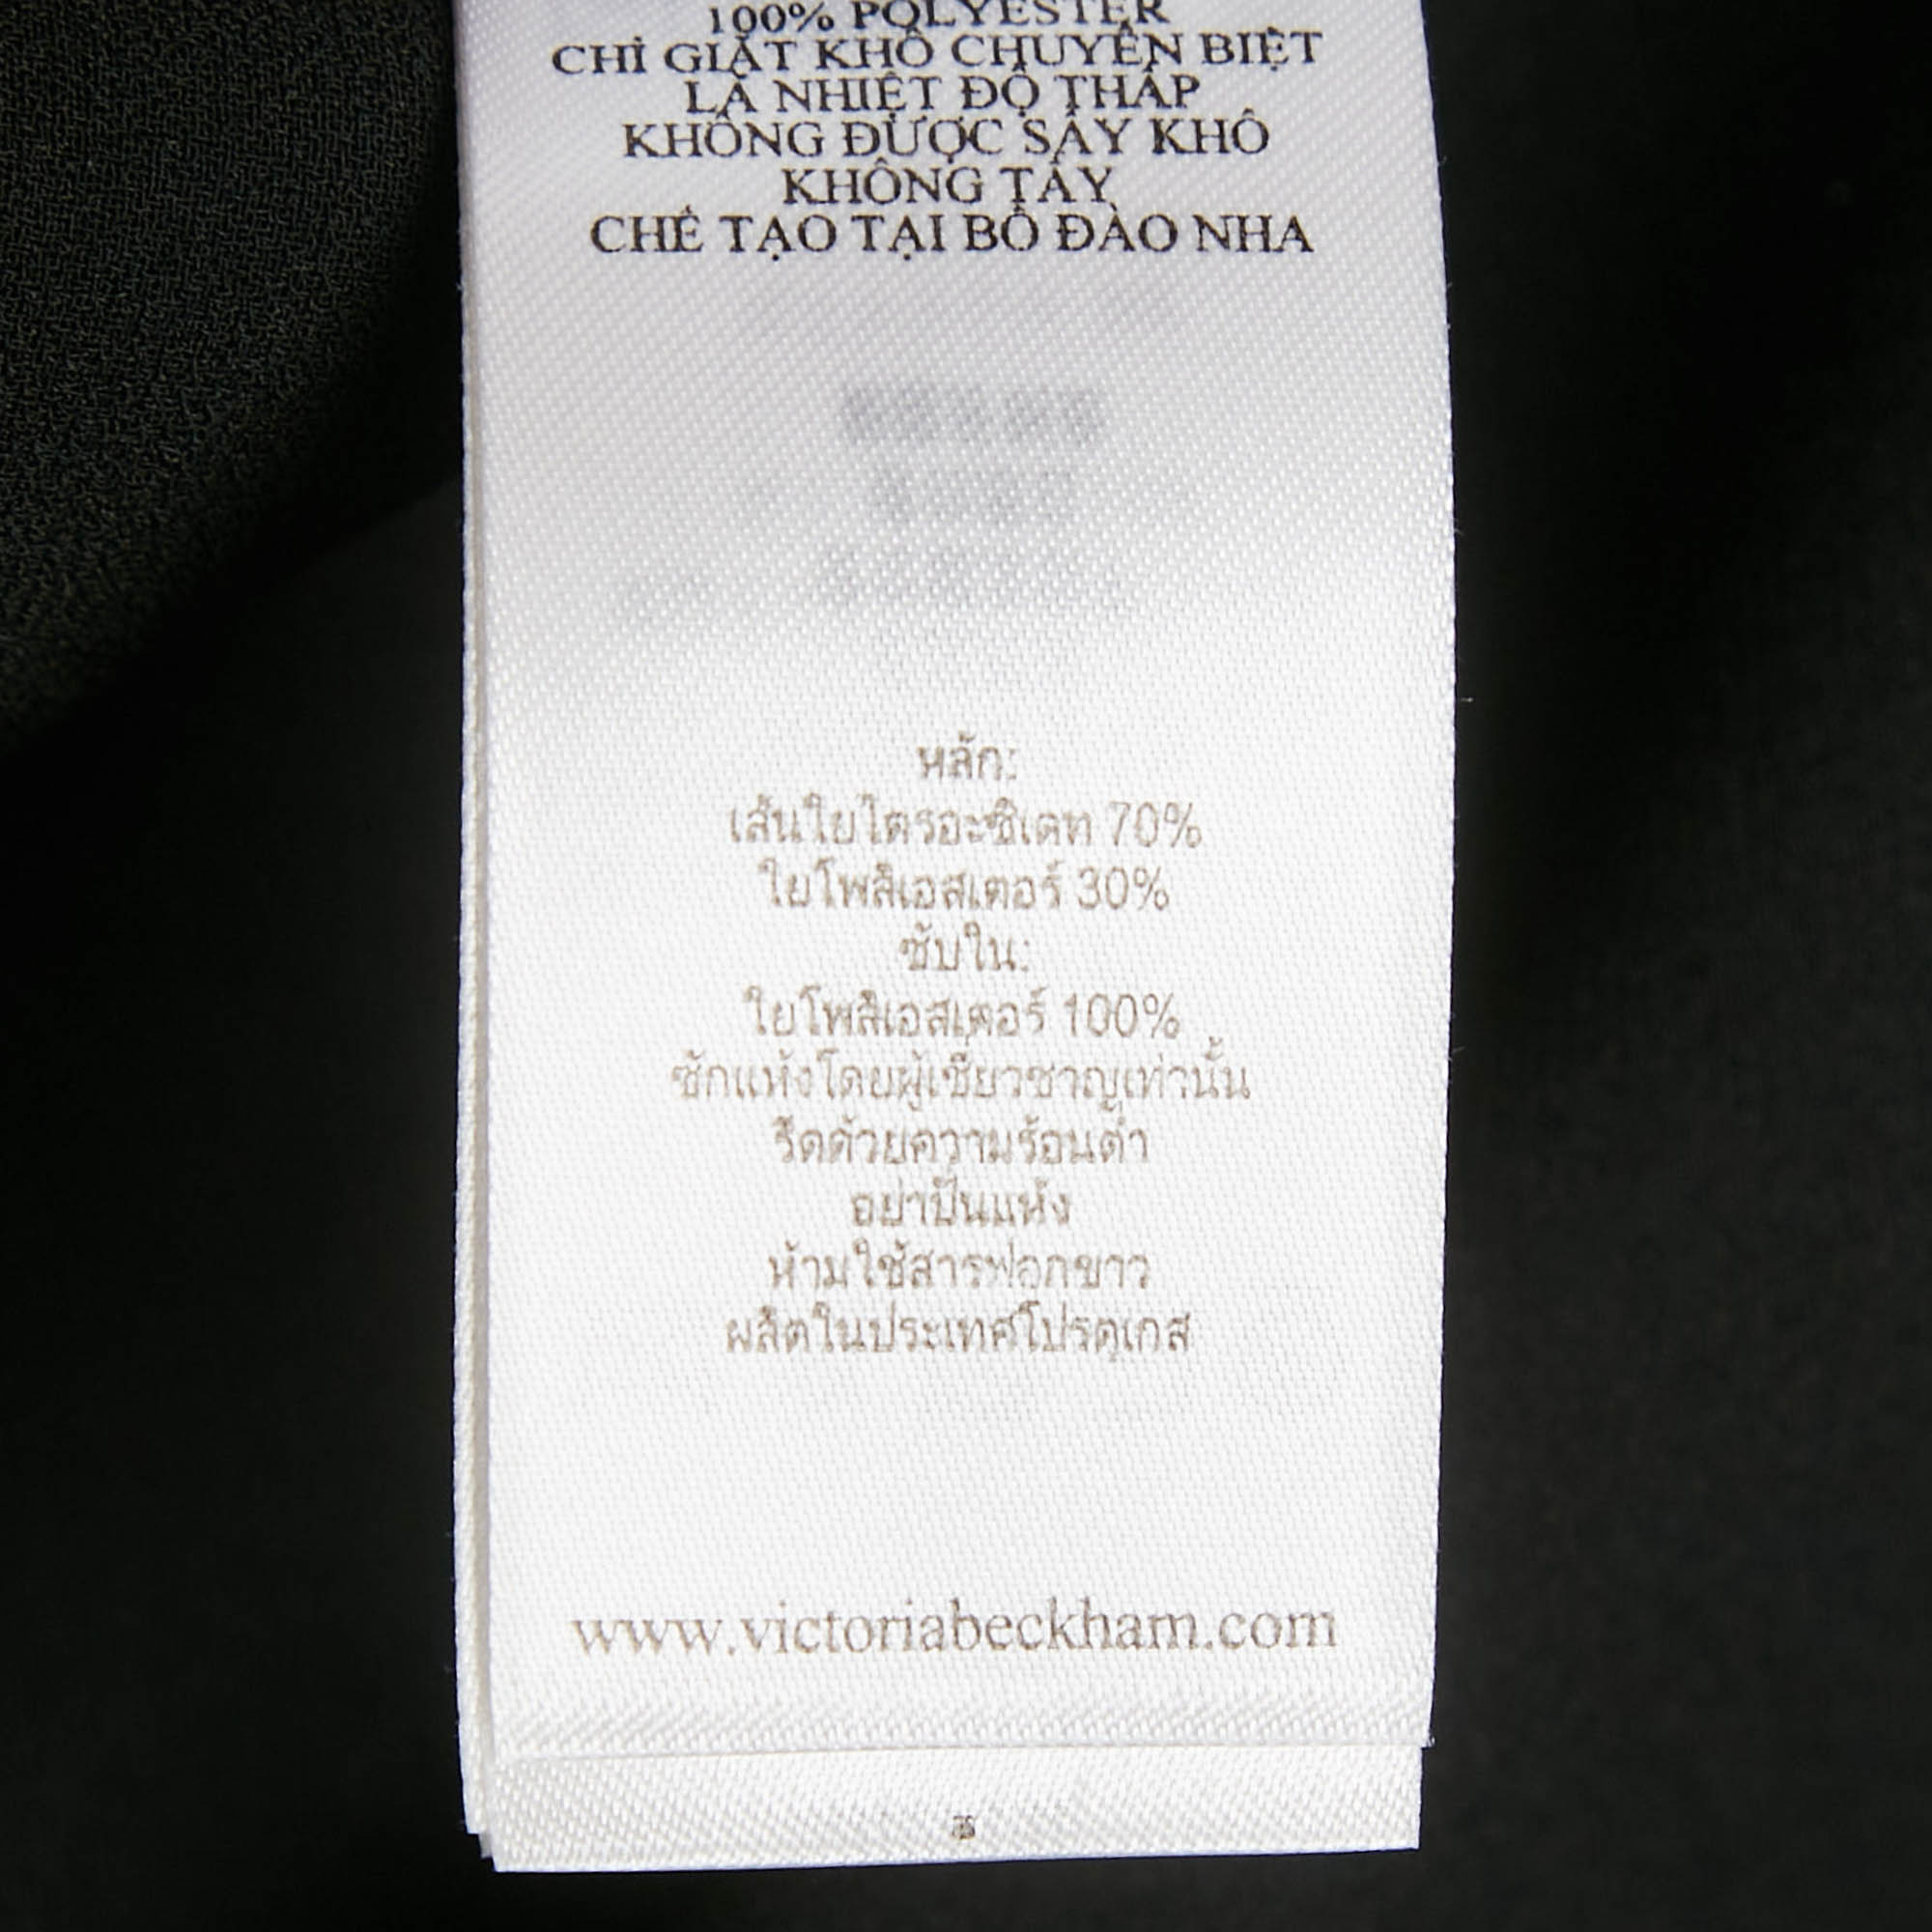 100% POLYESTER
CHỈ GIẶT KHÔ CHUYÊN BIỆT
LÀ NHIỆT ĐỘ THẤP
KHÔNG ĐƯỢC SẤY KHÔ
KHÔNG TẨY
CHẾ TẠO TẠI BỒ ĐÀO NHA
หลัก:
เส้นใยไตรอะซิเตท 70%
ใยโพลิเอสเตอร์ 30%
ซับใน:
ใยโพลิเอสเตอร์ 100%
ซักแห้งโดยผู้เชี่ยวชาญเท่านั้น
รีดด้วยความร้อนต่ำ
อย่าปั่นแห้ง
ห้ามใช้สารฟอกขาว
ผลิตในประเทศโปรตุเกส
www.victoriabeckham.com